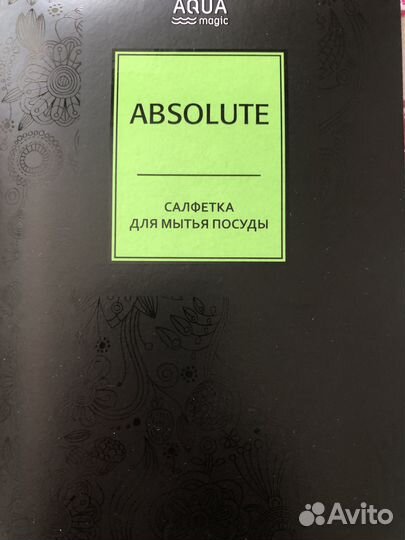 AQUA
magic
ABSOLUTE
САЛФЕТКА
ДЛЯ МЫТЬЯ ПОСУДЫ
Avito